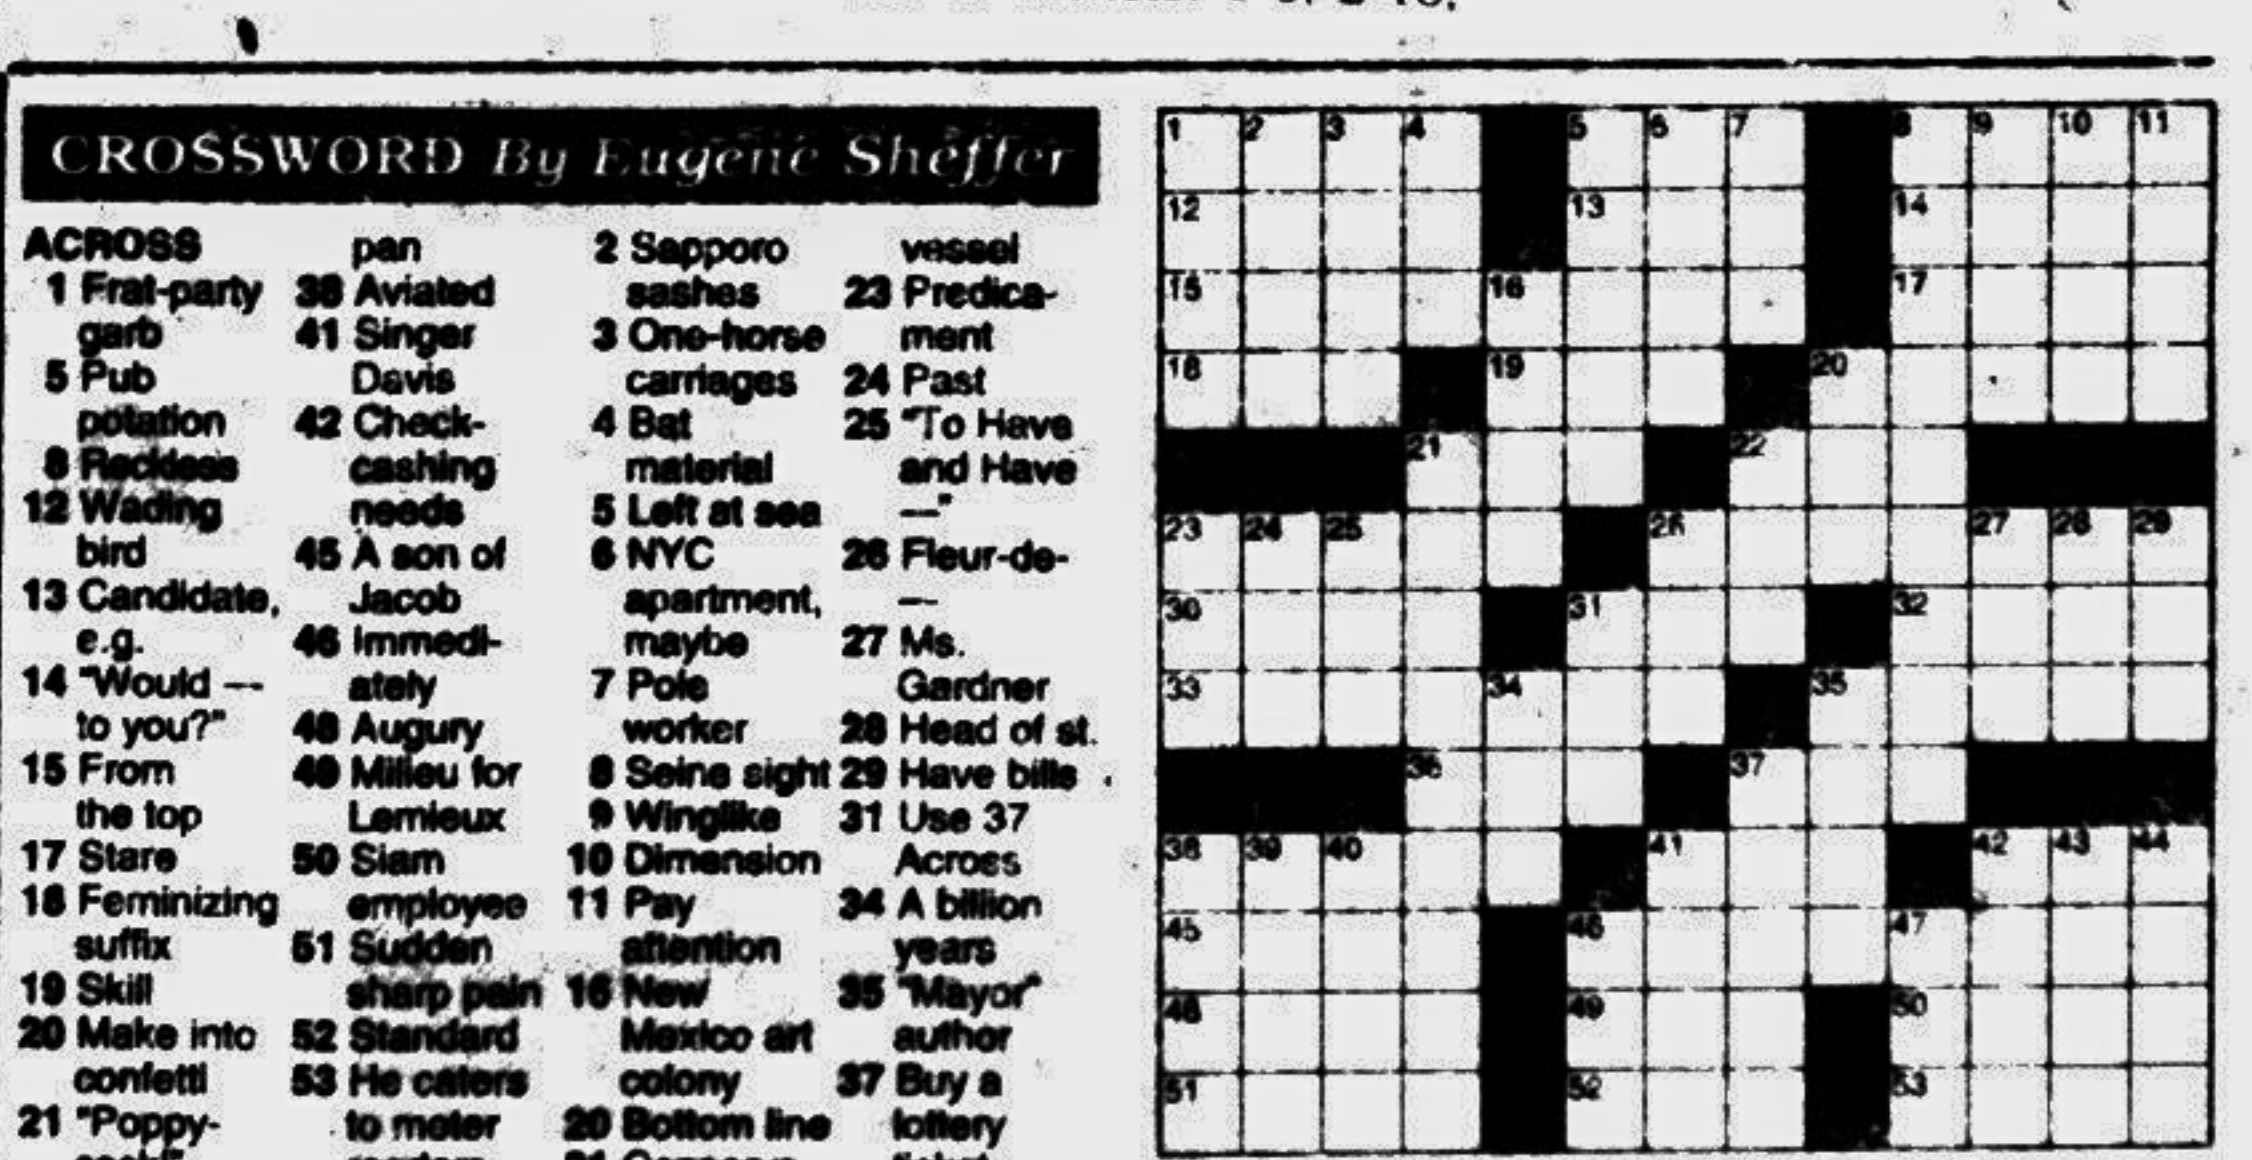 CROSSWORD By Eugene Sheffer
ACROSS
1 Frat-party
garb
5 Pub
potation
8 Reckless
12 Wading
bird
13 Candidate,
e.g.
14 "Would —
to you?"
15 From
the top
17 Stare
18 Feminizing
suffix
19 Skill
20 Make into
confetti
21 "Poppy-
pan
38 Aviated
41 Singer
Davis
42 Check-
cashing
needs
45 A son of
Jacob
46 Immedi-
ately
48 Augury
49 Milieu for
Lemieux
50 Siam
employee
51 Sudden
sharp pain
52 Standard
53 He caters
to meter
2 Sapporo
sashes
3 One-horse
carriages
4 Bat
material
5 Left at sea
6 NYC
apartment,
maybe
7 Pole
worker
8 Seine sight
9 Winglike
10 Dimension
11 Pay
attention
16 New
Mexico art
colony
20 Bottom line
vessel
23 Predica-
ment
24 Past
25 "To Have
and Have
—"
26 Fleur-de-
—
27 Ms.
Gardner
28 Head of st.
29 Have bills
31 Use 37
Across
34 A billion
years
35 "Mayor"
author
37 Buy a
lottery
1 2 3 4 5 6 7 8 9 10 11
12 13 14
15 16 17
18 19 20
21 22
23 24 25 26 27 28 29
30 31 32
33 34 35
36 37
38 39 40 41 42 43 44
45 46 47
48 49 50
51 52 53